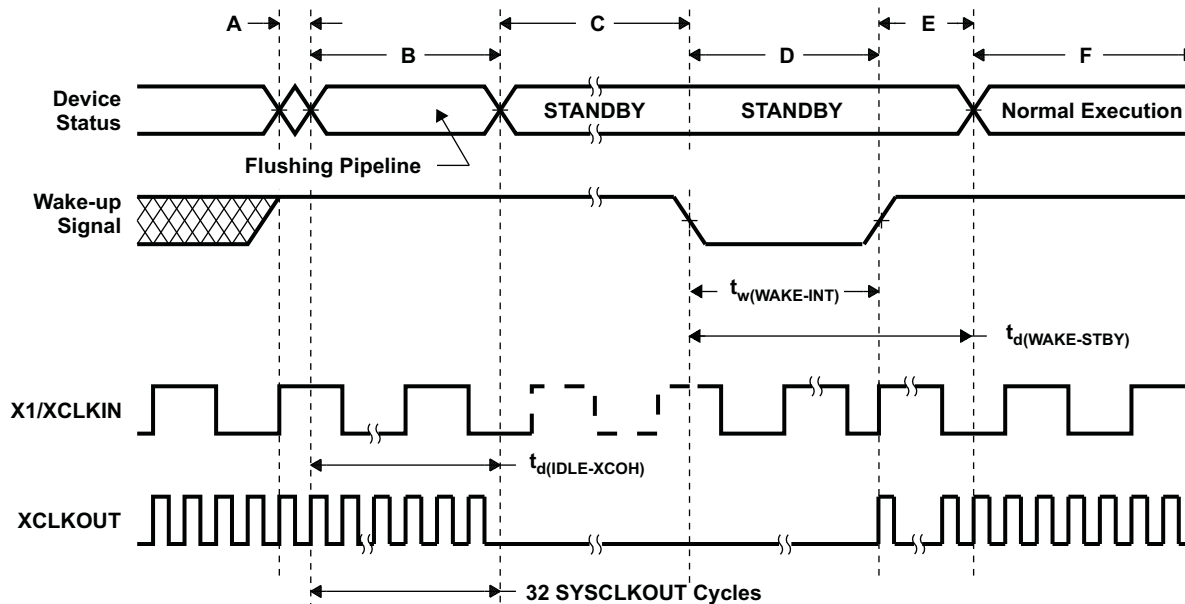 A
B
C
D
E
F
Device
Status
STANDBY
STANDBY
Normal Execution
Flushing Pipeline
Wake-up
Signal
tw(WAKE-INT)
td(WAKE-STBY)
X1/XCLKIN
td(IDLE-XCOH)
XCLKOUT
32 SYSCLKOUT Cycles